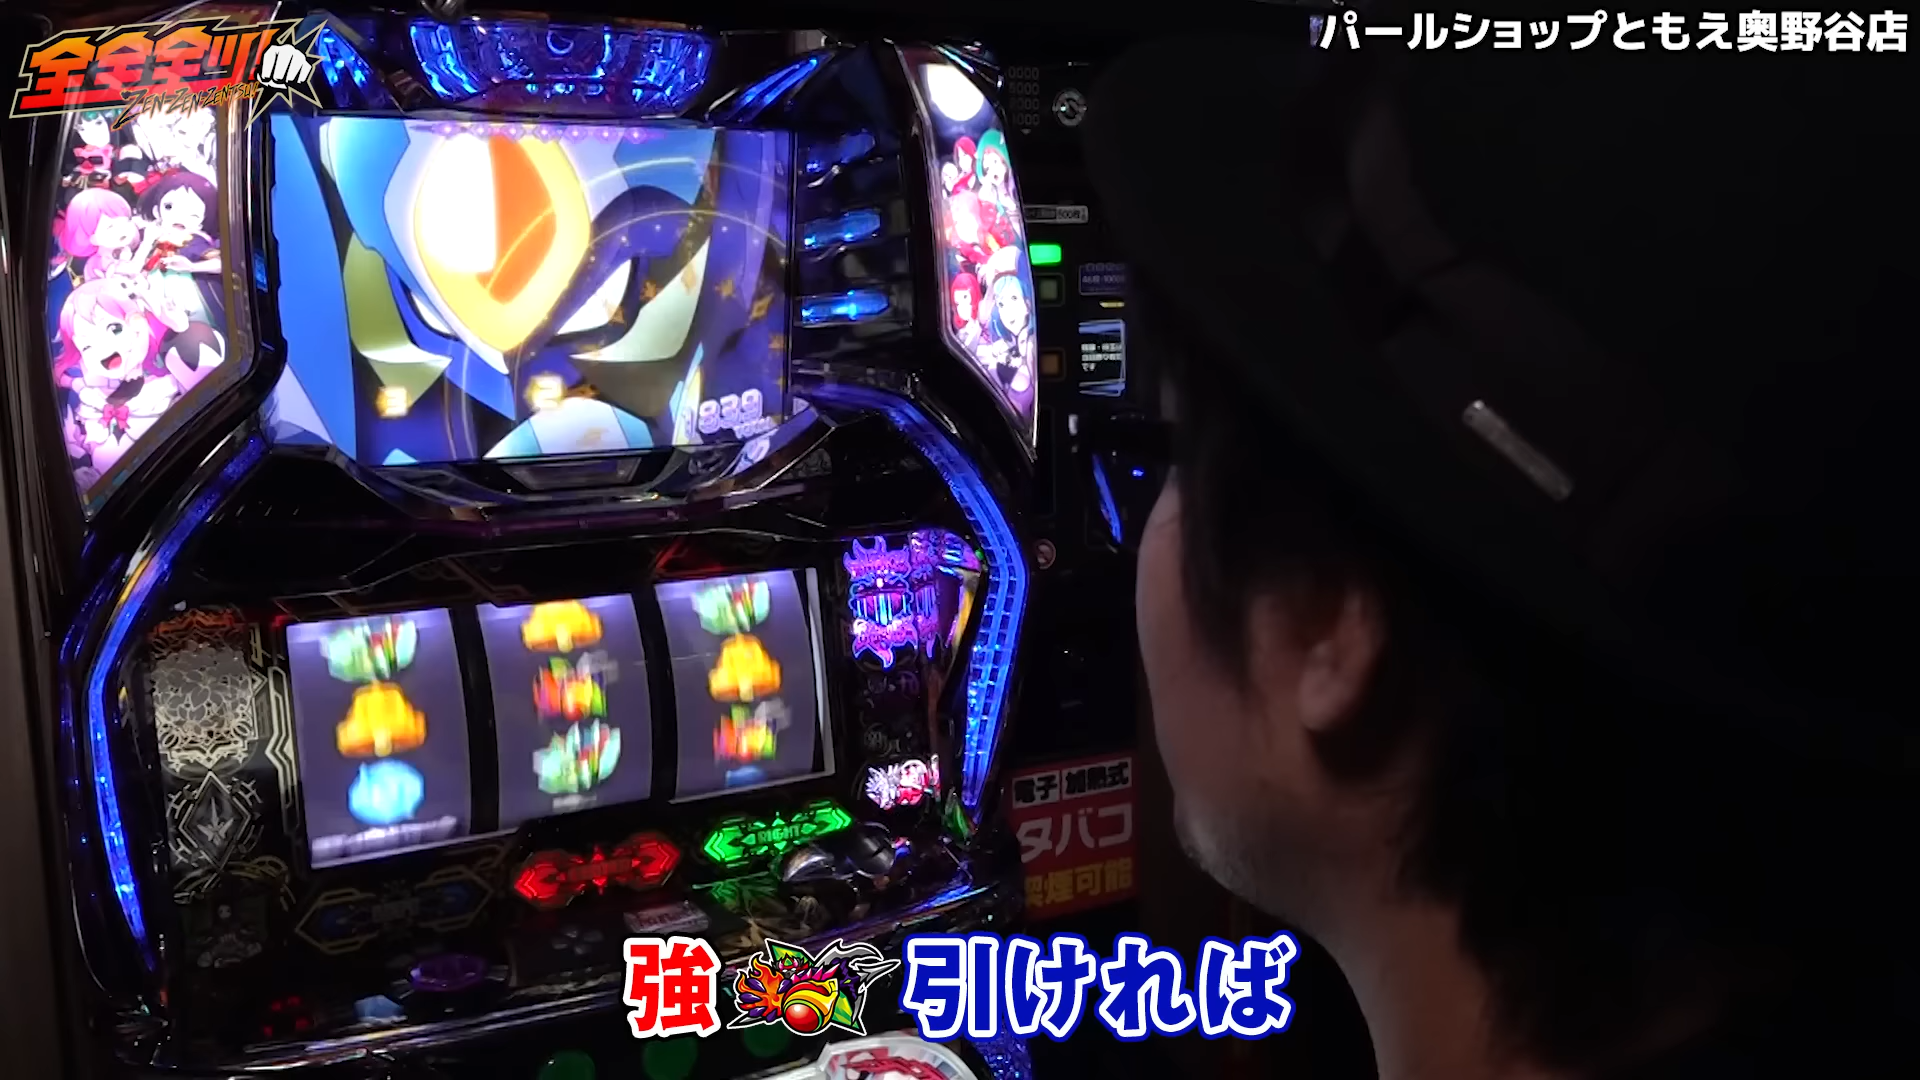 全全全ツ!
ZEN-ZEN-ZENTSU!
パールショップともえ奥野谷店
1839
RIGHT
電子 加熱式
タバコ
喫煙可能
強 引ければ